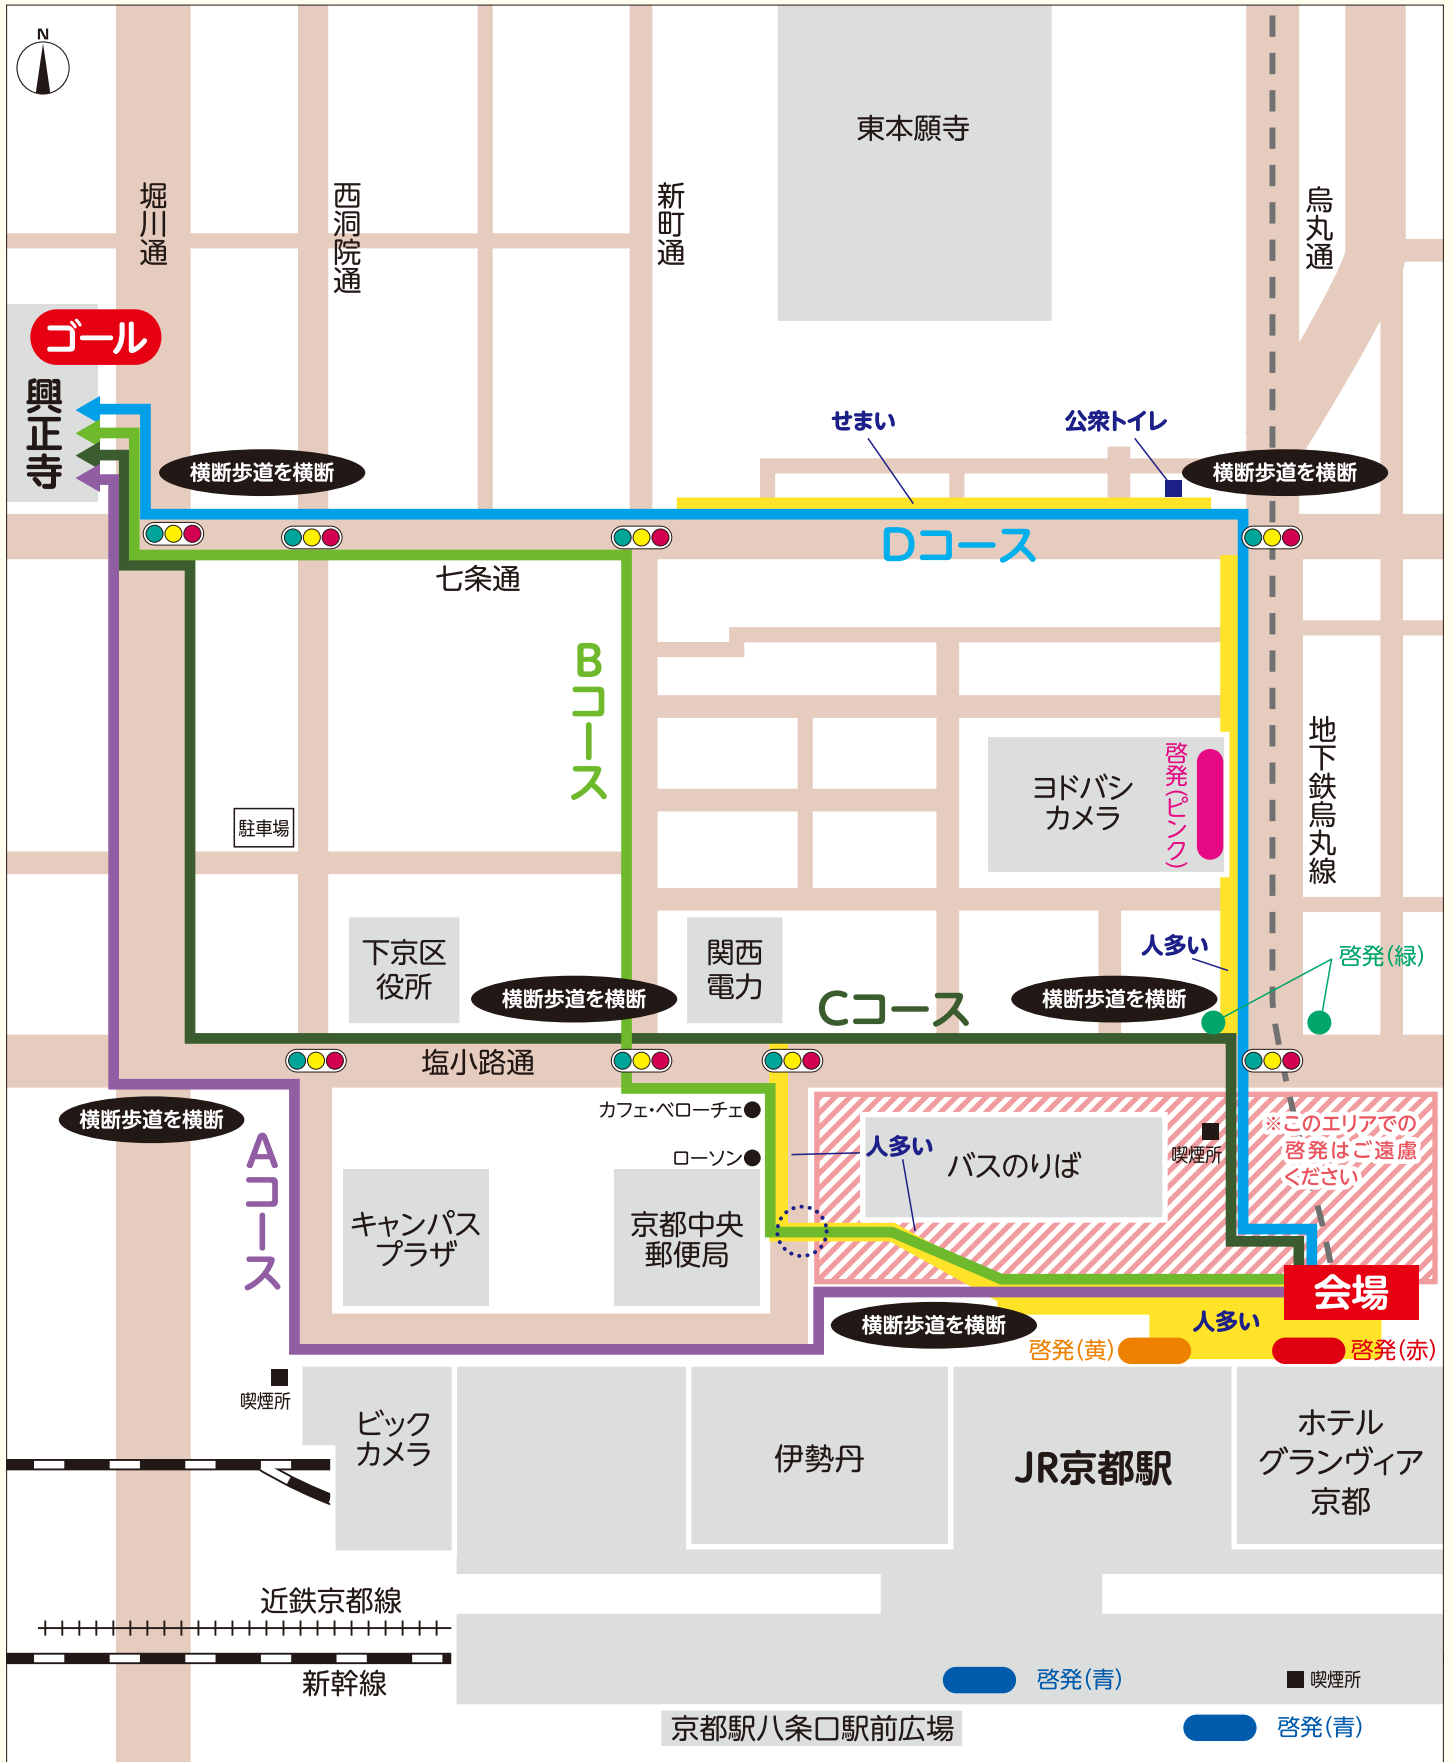 N
東本願寺
堀川通
西洞院通
新町通
烏丸通
ゴール
興正寺
せまい
公衆トイレ
横断歩道を横断
横断歩道を横断
Dコース
七条通
Bコース
地下鉄烏丸線
ヨドバシ
カメラ
啓発(ピンク)
駐車場
下京区
役所
関西
電力
人多い
啓発(緑)
横断歩道を横断
横断歩道を横断
Cコース
塩小路通
横断歩道を横断
カフェ・ベローチェ
ローソン
人多い
バスのりば
喫煙所
※このエリアでの
啓発はご遠慮
ください
Aコース
キャンパス
プラザ
京都中央
郵便局
会場
横断歩道を横断
人多い
啓発(黄)
啓発(赤)
喫煙所
ビック
カメラ
伊勢丹
JR京都駅
ホテル
グランヴィア
京都
近鉄京都線
新幹線
啓発(青)
喫煙所
京都駅八条口駅前広場
啓発(青)